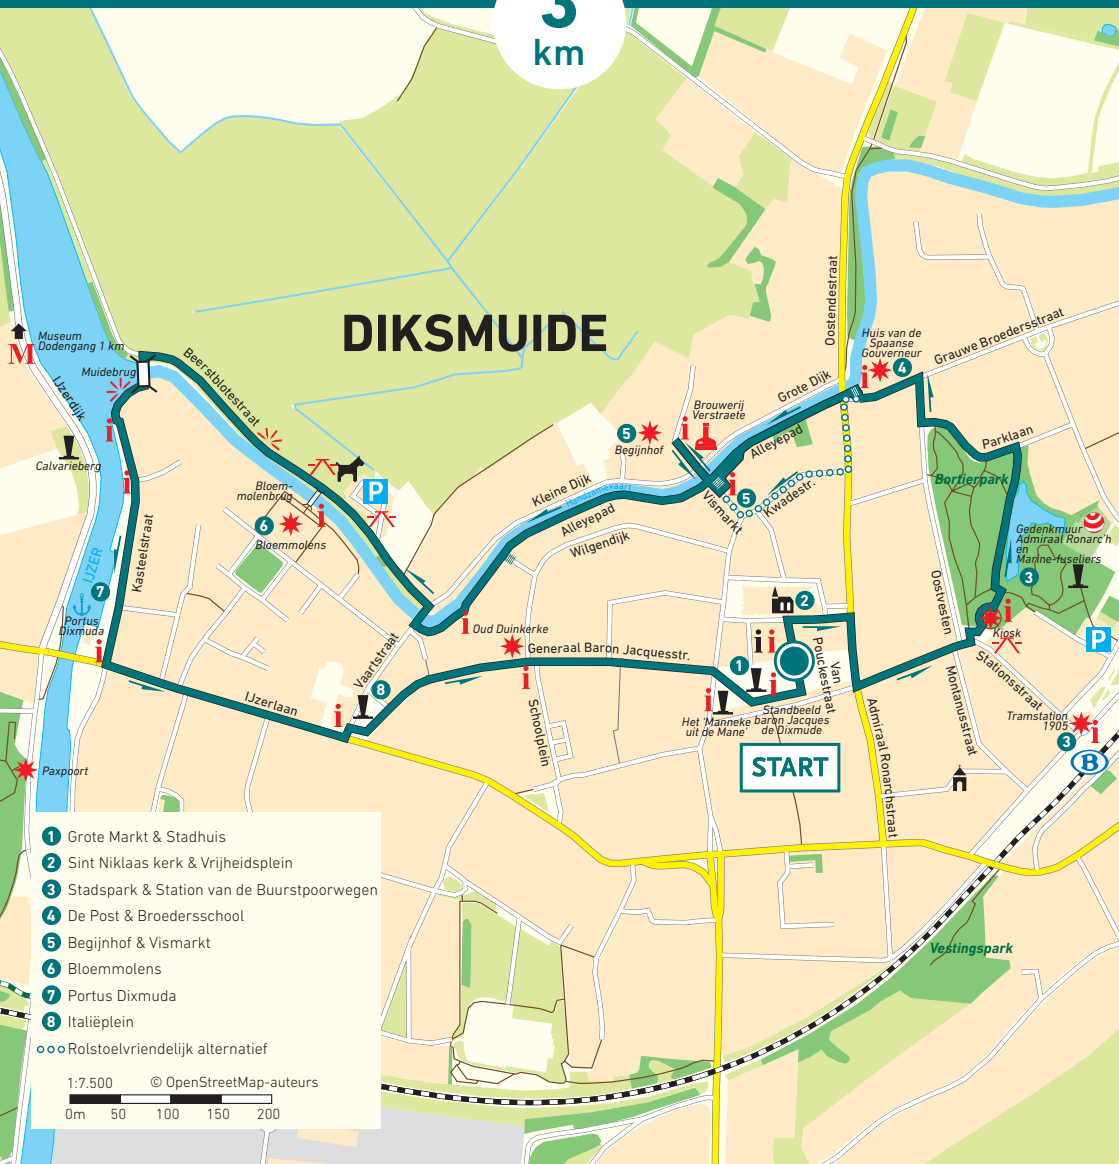 3
km
DIKSMUIDE
Museum
Dodengang 1 km
M
Muidebrug
IJzerdijk
Calvarieberg
Beerstblotestraat
Bloem-
molenbrug
6
Bloemmolens
P
Kasteelstraat
IJZER
7
Portus
Dixmuda
IJzerlaan
Paxpoort
Vaartstraat
8
Oud Duinkerke
Generaal Baron Jacquesstr.
Schoolplein
Kleine Dijk
Handzamevaart
Alleyepad
Wilgendijk
5
Begijnhof
Brouwerij
Verstraete
Grote Dijk
Alleyepad
Vismarkt
5
Kwadestr.
Oostendestraat
Huis van de
Spaanse
Gouverneur
4
Grauwe Broedersstraat
Parklaan
Bortierpark
Gedenkmuur
Admiraal Ronarc'h
en
Marine-fuseliers
3
Oostvesten
Kiosk
P
Stationsstraat
Montanusstraat
Tramstation
1905
3
B
2
1
Van
Pouckestraat
Het 'Manneke
uit de Mane'
Standbeeld
baron Jacques
de Dixmude
START
Admiraal Ronarchstraat
Vestingspark
1 Grote Markt & Stadhuis
2 Sint Niklaas kerk & Vrijheidsplein
3 Stadspark & Station van de Buurstpoorwegen
4 De Post & Broedersschool
5 Begijnhof & Vismarkt
6 Bloemmolens
7 Portus Dixmuda
8 Italiëplein
Rolstoelvriendelijk alternatief
1:7.500 © OpenStreetMap-auteurs
0m 50 100 150 200